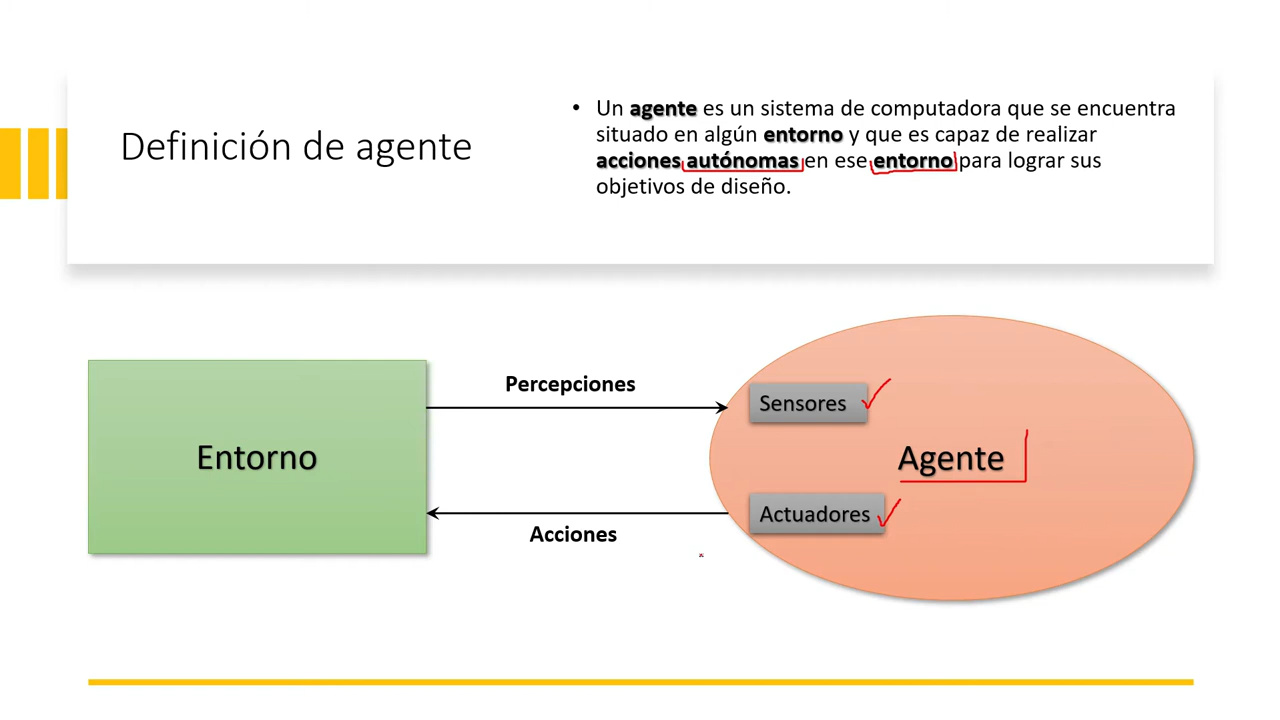 Definición de agente
• Un agente es un sistema de computadora que se encuentra
situado en algún entorno y que es capaz de realizar
acciones autónomas en ese entorno para lograr sus
objetivos de diseño.
Percepciones
Sensores
Entorno
Agente
Actuadores
Acciones